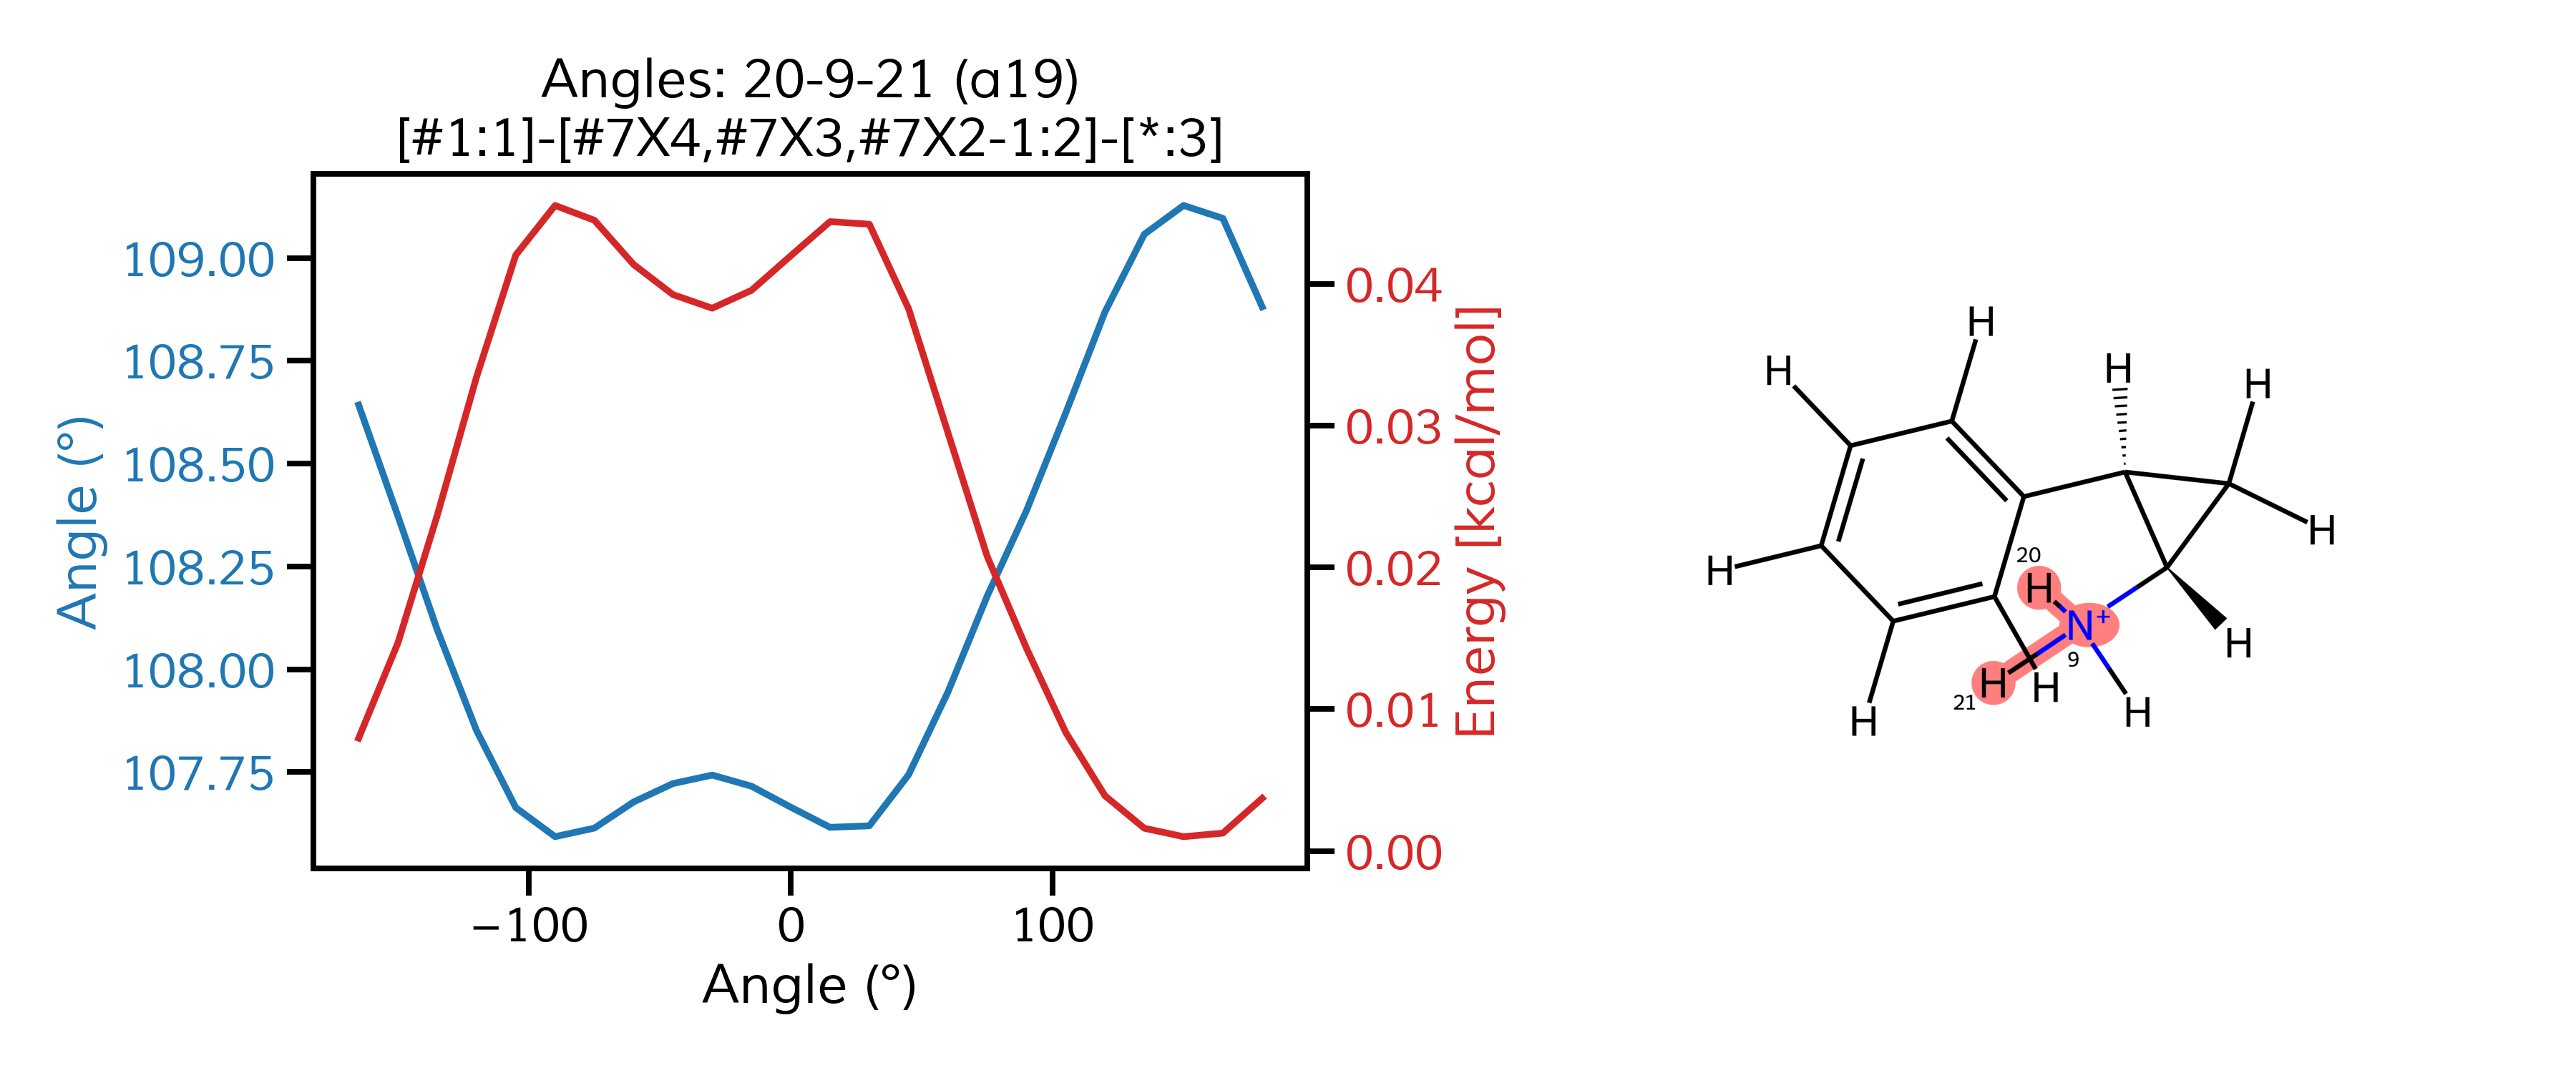 Angles: 20-9-21 (a19)
[#1:1]-[#7X4,#7X3,#7X2-1:2]-[*:3]
Angle (°)
109.00
108.75
108.50
108.25
108.00
107.75
−100
0
100
Angle (°)
0.04
0.03
0.02
0.01
0.00
Energy [kcal/mol]
H
H
H
H
H
H
20
H
N+
9
H
21
H
H
H
H